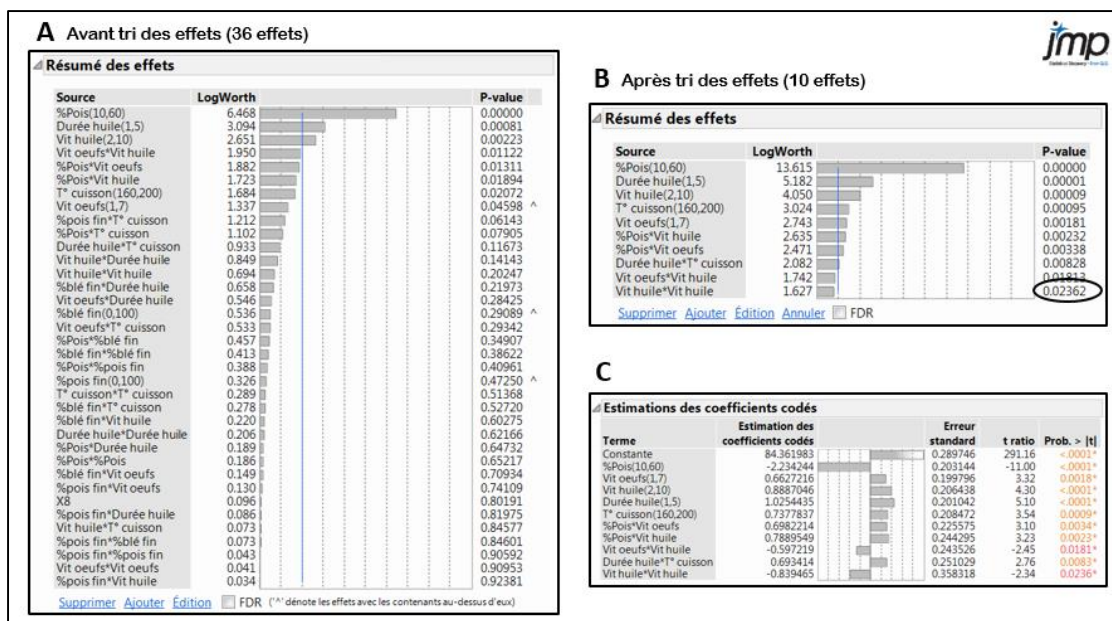 A Avant tri des effets (36 effets)
Résumé des effets
Source LogWorth P-value
%Pois(10,60) 6.468 0.00000
Durée huile(1,5) 3.094 0.00081
Vit huile(2,10) 2.651 0.00223
Vit oeufs*Vit huile 1.950 0.01122
%Pois*Vit oeufs 1.882 0.01311
%Pois*Vit huile 1.723 0.01894
T° cuisson(160,200) 1.684 0.02072
Vit oeufs(1,7) 1.337 0.04598 ^
%pois fin*T° cuisson 1.212 0.06143
%Pois*T° cuisson 1.102 0.07905
Durée huile*T° cuisson 0.933 0.11673
Vit huile*Durée huile 0.849 0.14143
Vit huile*Vit huile 0.694 0.20247
%blé fin*Durée huile 0.658 0.21973
Vit oeufs*Durée huile 0.546 0.28425
%blé fin(0,100) 0.536 0.29089 ^
Vit oeufs*T° cuisson 0.533 0.29342
%Pois*%blé fin 0.457 0.34907
%blé fin*%blé fin 0.413 0.38622
%Pois*%pois fin 0.388 0.40961
%pois fin(0,100) 0.326 0.47250 ^
T° cuisson*T° cuisson 0.289 0.51368
%blé fin*T° cuisson 0.278 0.52720
%blé fin*Vit huile 0.220 0.60275
Durée huile*Durée huile 0.206 0.62166
%Pois*Durée huile 0.189 0.64732
%Pois*%Pois 0.186 0.65217
%blé fin*Vit oeufs 0.149 0.70934
%pois fin*Vit oeufs 0.130 0.74109
X8 0.096 0.80191
%pois fin*Durée huile 0.086 0.81975
Vit huile*T° cuisson 0.073 0.84577
%pois fin*%blé fin 0.073 0.84601
%pois fin*%pois fin 0.043 0.90592
Vit oeufs*Vit oeufs 0.041 0.90953
%pois fin*Vit huile 0.034 0.92381
Supprimer Ajouter Édition FDR ('^' dénote les effets avec les contenants au-dessus d'eux)
jmp
B Après tri des effets (10 effets)
Résumé des effets
Source LogWorth P-value
%Pois(10,60) 13.615 0.00000
Durée huile(1,5) 5.182 0.00001
Vit huile(2,10) 4.050 0.00009
T° cuisson(160,200) 3.024 0.00095
Vit oeufs(1,7) 2.743 0.00181
%Pois*Vit huile 2.635 0.00232
%Pois*Vit oeufs 2.471 0.00338
Durée huile*T° cuisson 2.082 0.00828
Vit oeufs*Vit huile 1.742 0.01813
Vit huile*Vit huile 1.627 0.02362
Supprimer Ajouter Édition Annuler FDR
C
Estimations des coefficients codés
Estimation des Erreur
Terme coefficients codés standard t ratio Prob. > |t|
Constante 84.361983 0.289746 291.16 <.0001*
%Pois(10,60) -2.234244 0.203144 -11.00 <.0001*
Vit oeufs(1,7) 0.6627216 0.199796 3.32 0.0018*
Vit huile(2,10) 0.8887046 0.206438 4.30 <.0001*
Durée huile(1,5) 1.0254435 0.201042 5.10 <.0001*
T° cuisson(160,200) 0.7377837 0.208472 3.54 0.0009*
%Pois*Vit oeufs 0.6982214 0.225575 3.10 0.0034*
%Pois*Vit huile 0.7889549 0.244295 3.23 0.0023*
Vit oeufs*Vit huile -0.597219 0.243526 -2.45 0.0181*
Durée huile*T° cuisson 0.693414 0.251029 2.76 0.0083*
Vit huile*Vit huile -0.839465 0.358318 -2.34 0.0236*